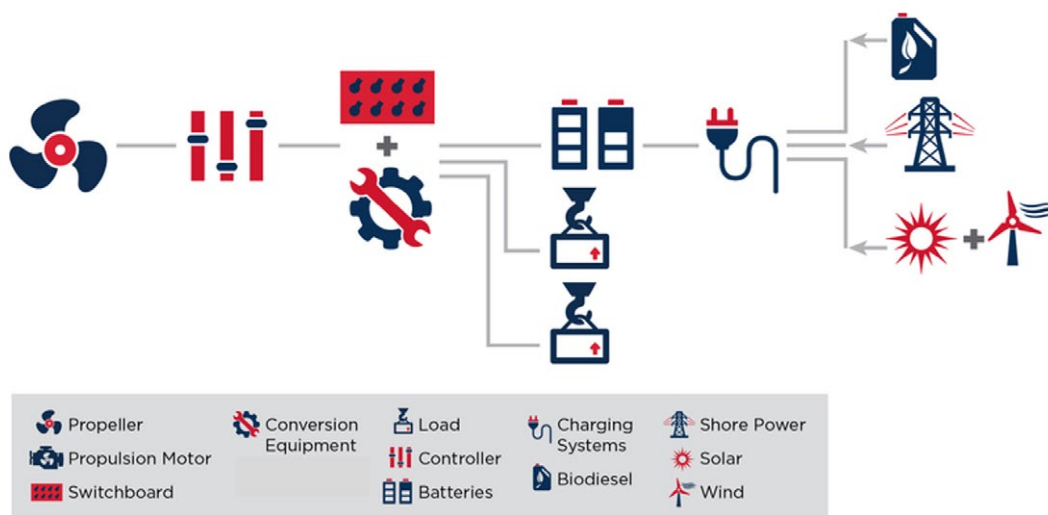 Propeller
Propulsion Motor
Switchboard
Conversion
Equipment
Load
Controller
Batteries
Charging
Systems
Biodiesel
Shore Power
Solar
Wind